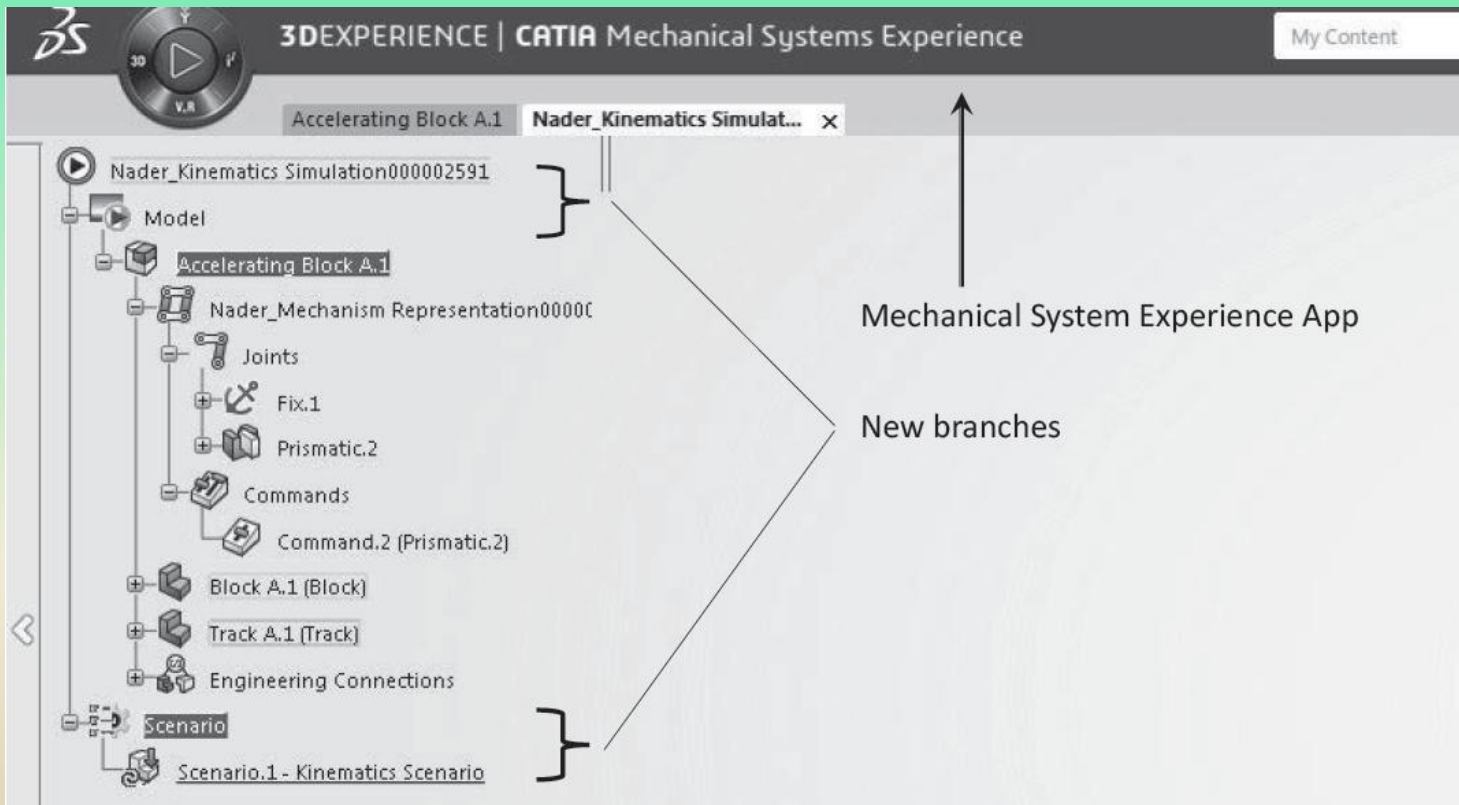 3DEXPERIENCE | CATIA Mechanical Systems Experience
My Content
3D
V.R
Accelerating Block A.1
Nader_Kinematics Simulat...
Nader_Kinematics Simulation000002591
Model
Accelerating Block A.1
Nader_Mechanism Representation0000
Mechanical System Experience App
Joints
Fix.1
New branches
Prismatic.2
Commands
Command.2 (Prismatic.2)
Block A.1 (Block)
Track A.1 (Track)
Engineering Connections
Scenario
Scenario.1 - Kinematics Scenario